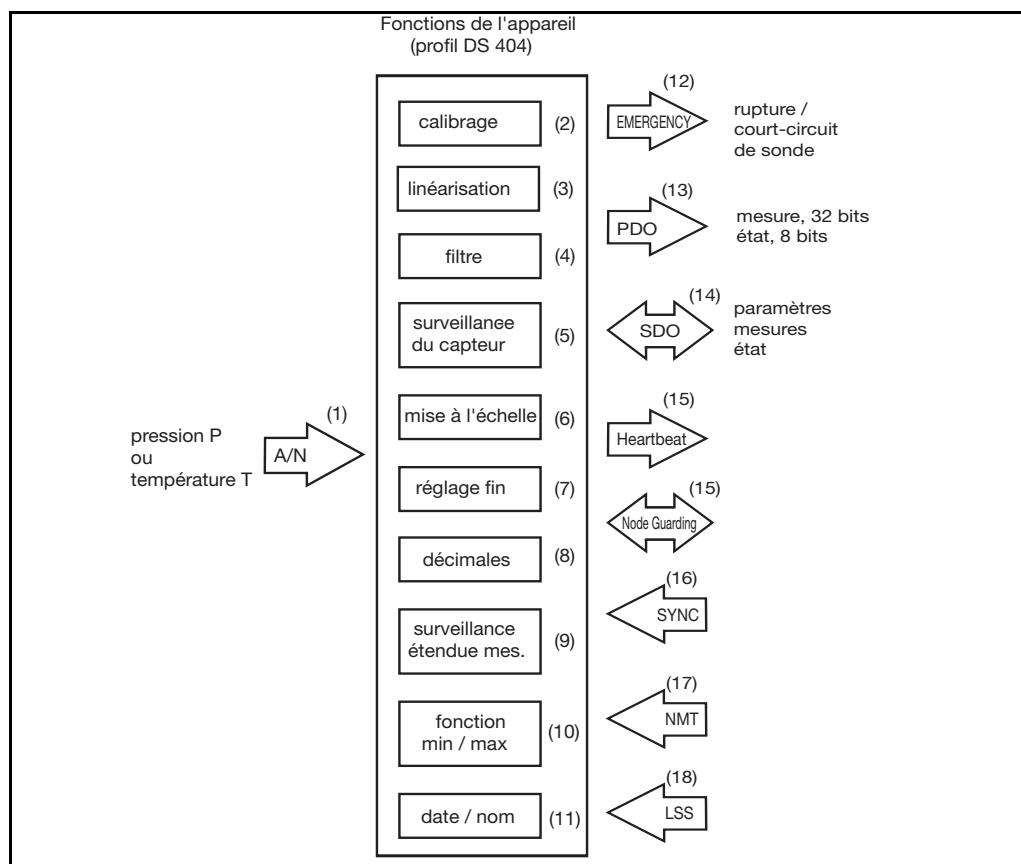 Fonctions de l'appareil
(profil DS 404)
calibrage
(2)
linéarisation
(3)
filtre
(4)
surveillance
du capteur
(5)
mise à l'échelle
(6)
réglage fin
(7)
décimales
(8)
surveillance
étendue mes.
(9)
fonction
min / max
(10)
date / nom
(11)
pression P
ou
température T
(1)
A/N
(12)
EMERGENCY
rupture /
court-circuit
de sonde
(13)
PDO
mesure, 32 bits
état, 8 bits
(14)
SDO
paramètres
mesures
état
(15)
Heartbeat
(15)
Node Guarding
(16)
SYNC
(17)
NMT
(18)
LSS